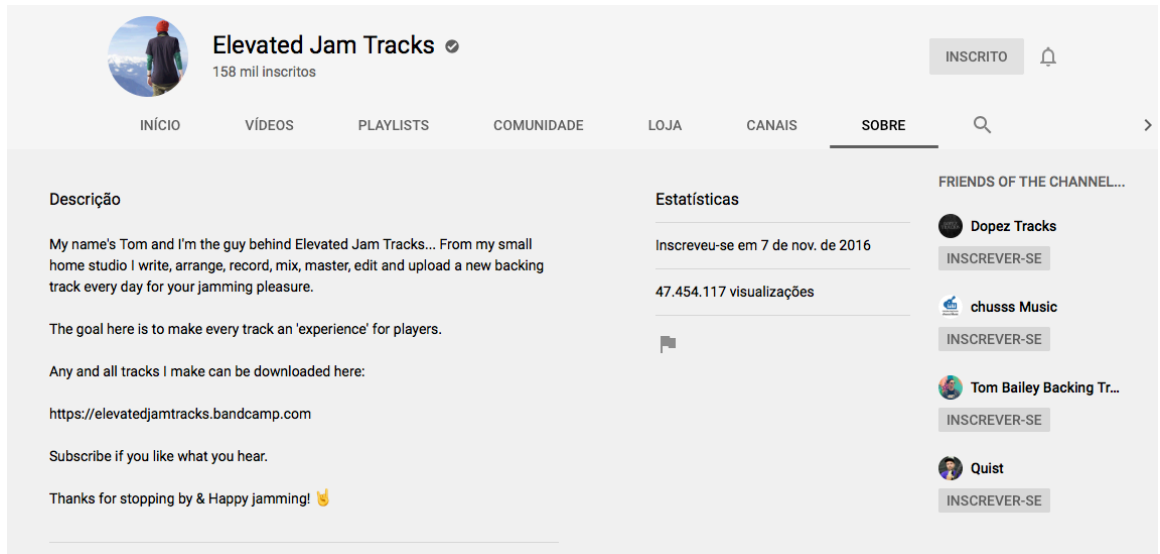 Elevated Jam Tracks
158 mil inscritos
INSCRITO
INÍCIO
VÍDEOS
PLAYLISTS
COMUNIDADE
LOJA
CANAIS
SOBRE
Descrição
My name's Tom and I'm the guy behind Elevated Jam Tracks... From my small
home studio I write, arrange, record, mix, master, edit and upload a new backing
track every day for your jamming pleasure.
The goal here is to make every track an 'experience' for players.
Any and all tracks I make can be downloaded here:
https://elevatedjamtracks.bandcamp.com
Subscribe if you like what you hear.
Thanks for stopping by & Happy jamming! 🤘
Estatísticas
Inscreveu-se em 7 de nov. de 2016
47.454.117 visualizações
FRIENDS OF THE CHANNEL...
Dopez Tracks
INSCREVER-SE
chusss Music
INSCREVER-SE
Tom Bailey Backing Tr...
INSCREVER-SE
Quist
INSCREVER-SE